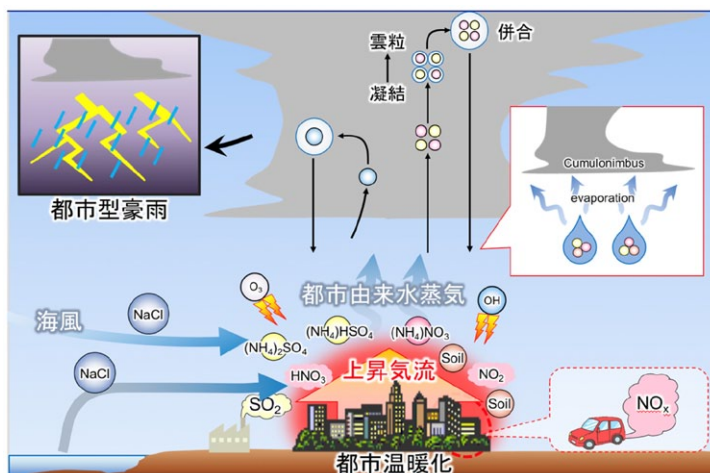 雲粒
凝結
併合
都市型豪雨
Cumulonimbus
evaporation
O₃
都市由来水蒸気
OH
海風
NaCl
(NH₄)₂SO₄
(NH₄)HSO₄
(NH₄)NO₃
NaCl
HNO₃
上昇気流
Soil
NO₂
SO₂
Soil
NOx
都市温暖化